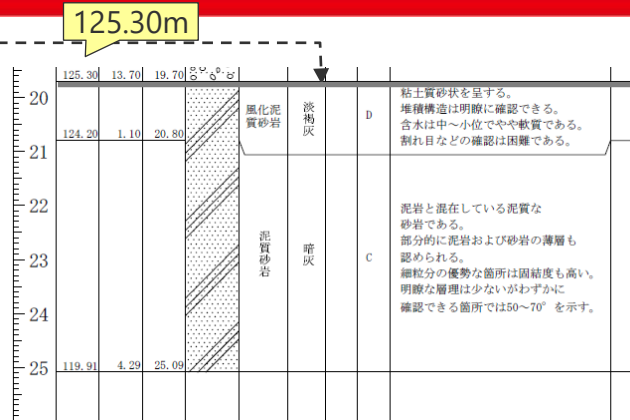 125.30m
125.30 13.70 19.70
20
風化泥
質砂岩
淡褐灰
D
粘土質砂状を呈する。
堆積構造は明瞭に確認できる。
含水は中～小位でやや軟質である。
割れ目などの確認は困難である。
124.20 1.10 20.80
21
22
23
24
泥質砂岩
暗灰
C
泥岩と混在している泥質な
砂岩である。
部分的に泥岩および砂岩の薄層も
認められる。
細粒分の優勢な箇所は固結度も高い。
明瞭な層理は少ないがわずかに
確認できる箇所では50～70°を示す。
25
119.91 4.29 25.09